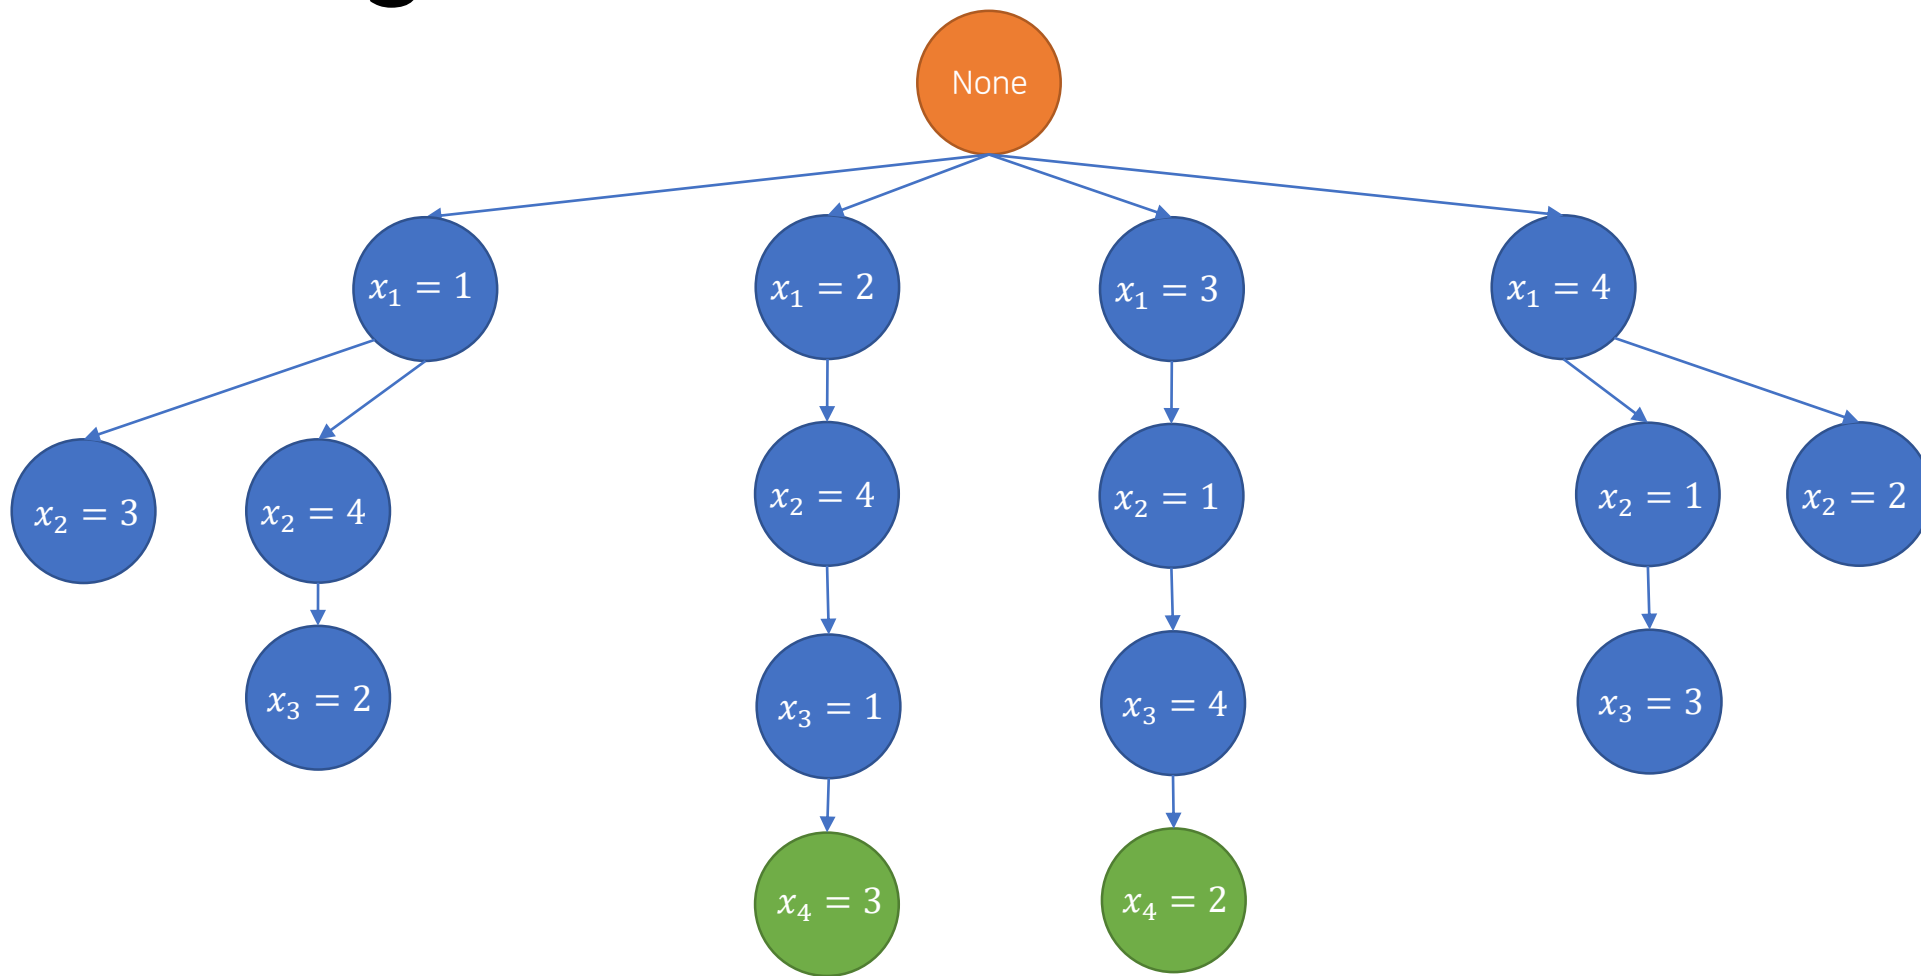 None
x₁ = 1
x₁ = 2
x₁ = 3
x₁ = 4
x₂ = 3
x₂ = 4
x₂ = 4
x₂ = 1
x₂ = 1
x₂ = 2
x₃ = 2
x₃ = 1
x₃ = 4
x₃ = 3
x₄ = 3
x₄ = 2